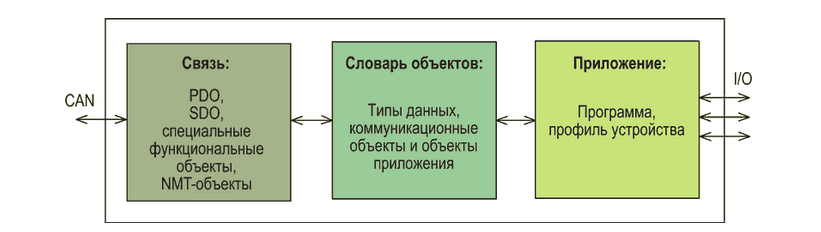 CAN
Связь:
PDO,
SDO,
специальные
функциональные
объекты,
NMT-объекты
Словарь объектов:
Типы данных,
коммуникационные
объекты и объекты
приложения
Приложение:
Программа,
профиль устройства
I/O